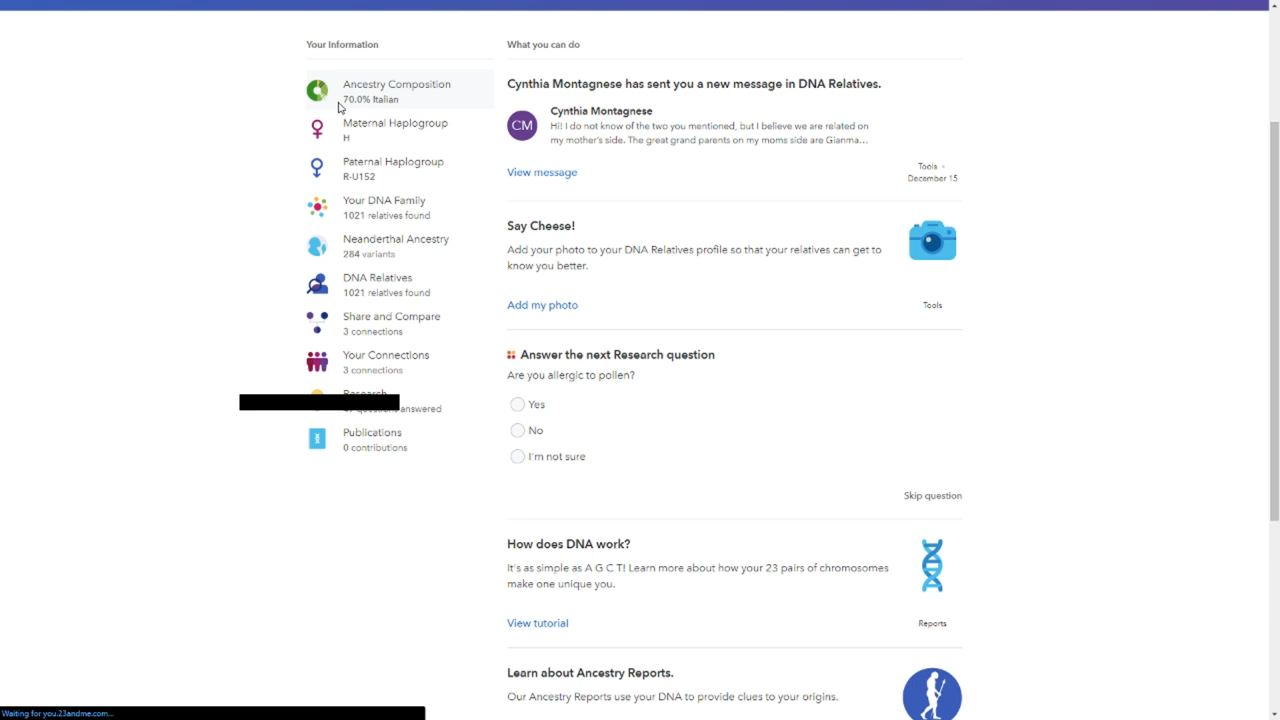 Your Information
Ancestry Composition
70.0% Italian
Maternal Haplogroup
H
Paternal Haplogroup
R-U152
Your DNA Family
1021 relatives found
Neanderthal Ancestry
284 variants
DNA Relatives
1021 relatives found
Share and Compare
3 connections
Your Connections
3 connections
Research
questions answered
Publications
0 contributions
What you can do
Cynthia Montagnese has sent you a new message in DNA Relatives.
CM
Cynthia Montagnese
Hi! I do not know of the two you mentioned, but I believe we are related on
my mother's side. The great grand parents on my moms side are Gianma...
View message
Tools •
December 15
Say Cheese!
Add your photo to your DNA Relatives profile so that your relatives can get to
know you better.
Add my photo
Tools
Answer the next Research question
Are you allergic to pollen?
Yes
No
I'm not sure
Skip question
How does DNA work?
It's as simple as A G C T! Learn more about how your 23 pairs of chromosomes
make one unique you.
View tutorial
Reports
Learn about Ancestry Reports.
Our Ancestry Reports use your DNA to provide clues to your origins.
Waiting for you.23andme.com...